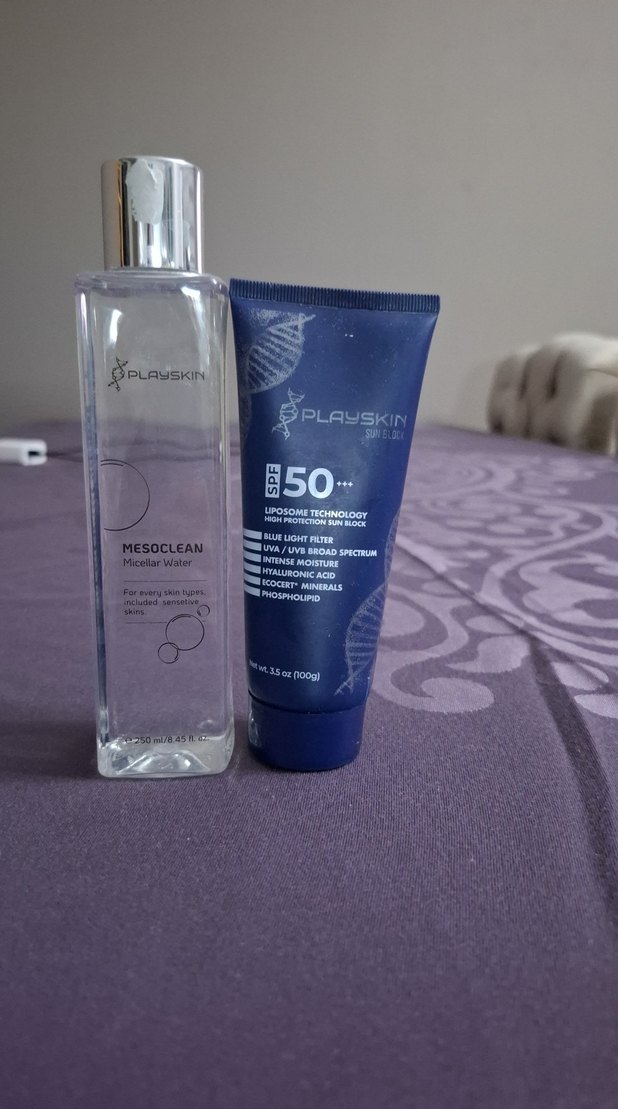 PLAYSKIN
MESOCLEAN
Micellar Water
For every skin types,
included sensetive
skins.
℮ 250 ml/8.45 fl. oz.
PLAYSKIN
SUN BLOCK
SPF 50+++
LIPOSOME TECHNOLOGY
HIGH PROTECTION SUN BLOCK
BLUE LIGHT FILTER
UVA / UVB BROAD SPECTRUM
INTENSE MOISTURE
HYALURONIC ACID
ECOCERT® MINERALS
PHOSPHOLIPID
Net wt. 3.5 oz (100g)